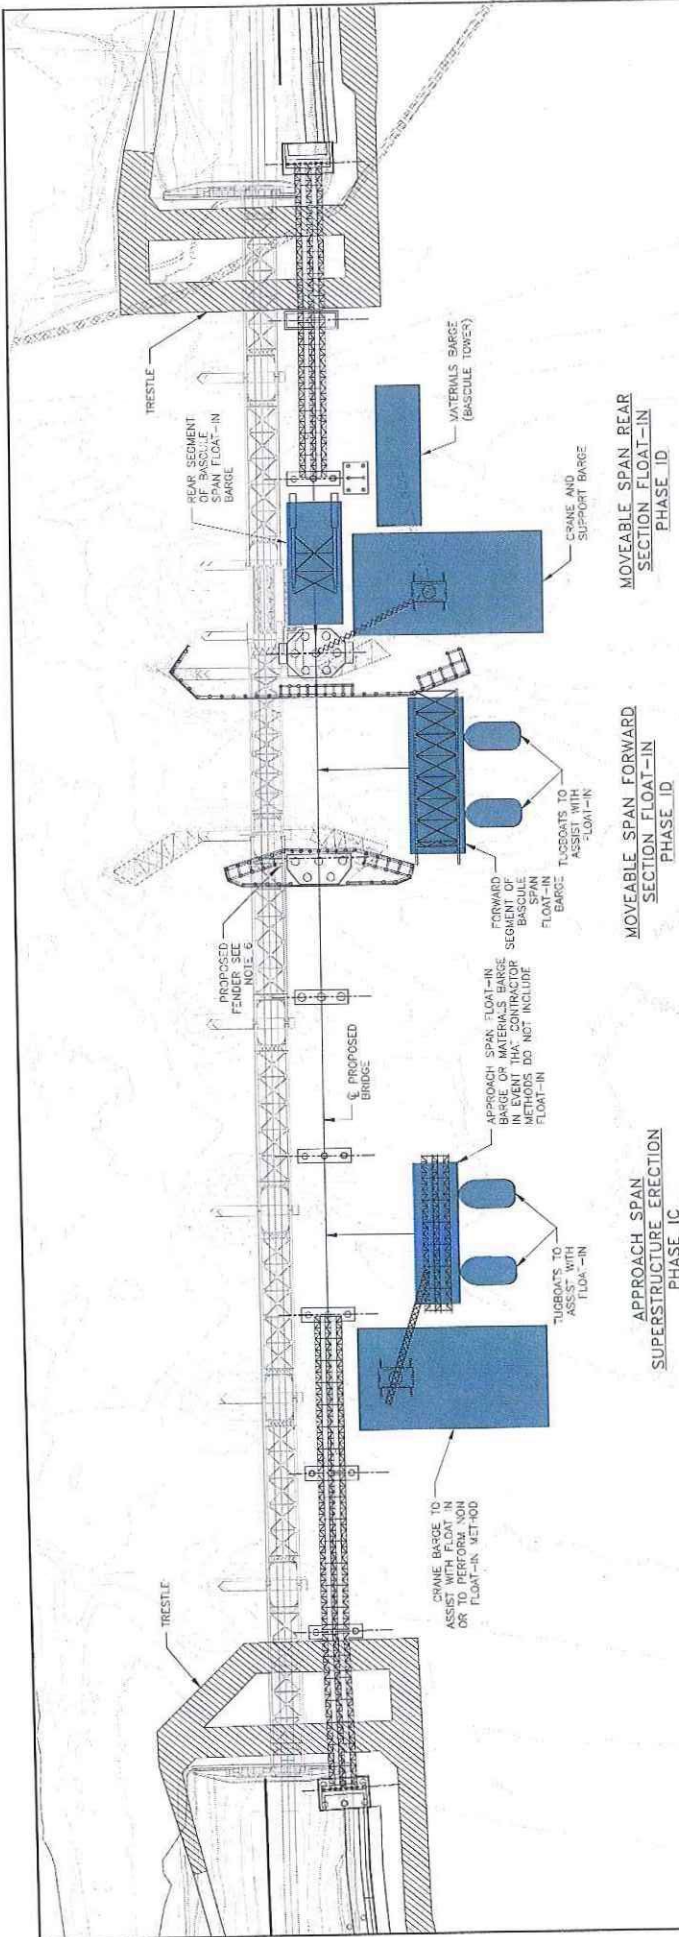 TRESTLE
CRANE BARGE TO
ASSIST WITH FLOAT IN
OR TO PERFORM NON
FLOAT-IN METHOD
TUGBOATS TO
ASSIST WITH
FLOAT-IN
APPROACH SPAN FLOAT-IN
BARGE OR MATERIALS BARGE
IN EVENT THAT CONTRACTOR
METHODS DO NOT INCLUDE
FLOAT-IN
APPROACH SPAN
SUPERSTRUCTURE ERECTION
PHASE IC
℄ PROPOSED
BRIDGE
PROPOSED
FENDER SEE
NOTE 6
FORWARD
SEGMENT OF
BASCULE
SPAN
FLOAT-IN
BARGE
TUGBOATS TO
ASSIST WITH
FLOAT-IN
MOVEABLE SPAN FORWARD
SECTION FLOAT-IN
PHASE ID
REAR SEGMENT
OF BASCULE
SPAN FLOAT-IN
BARGE
TRESTLE
MATERIALS BARGE
(BASCULE TOWER)
CRANE AND
SUPPORT BARGE
MOVEABLE SPAN REAR
SECTION FLOAT-IN
PHASE ID